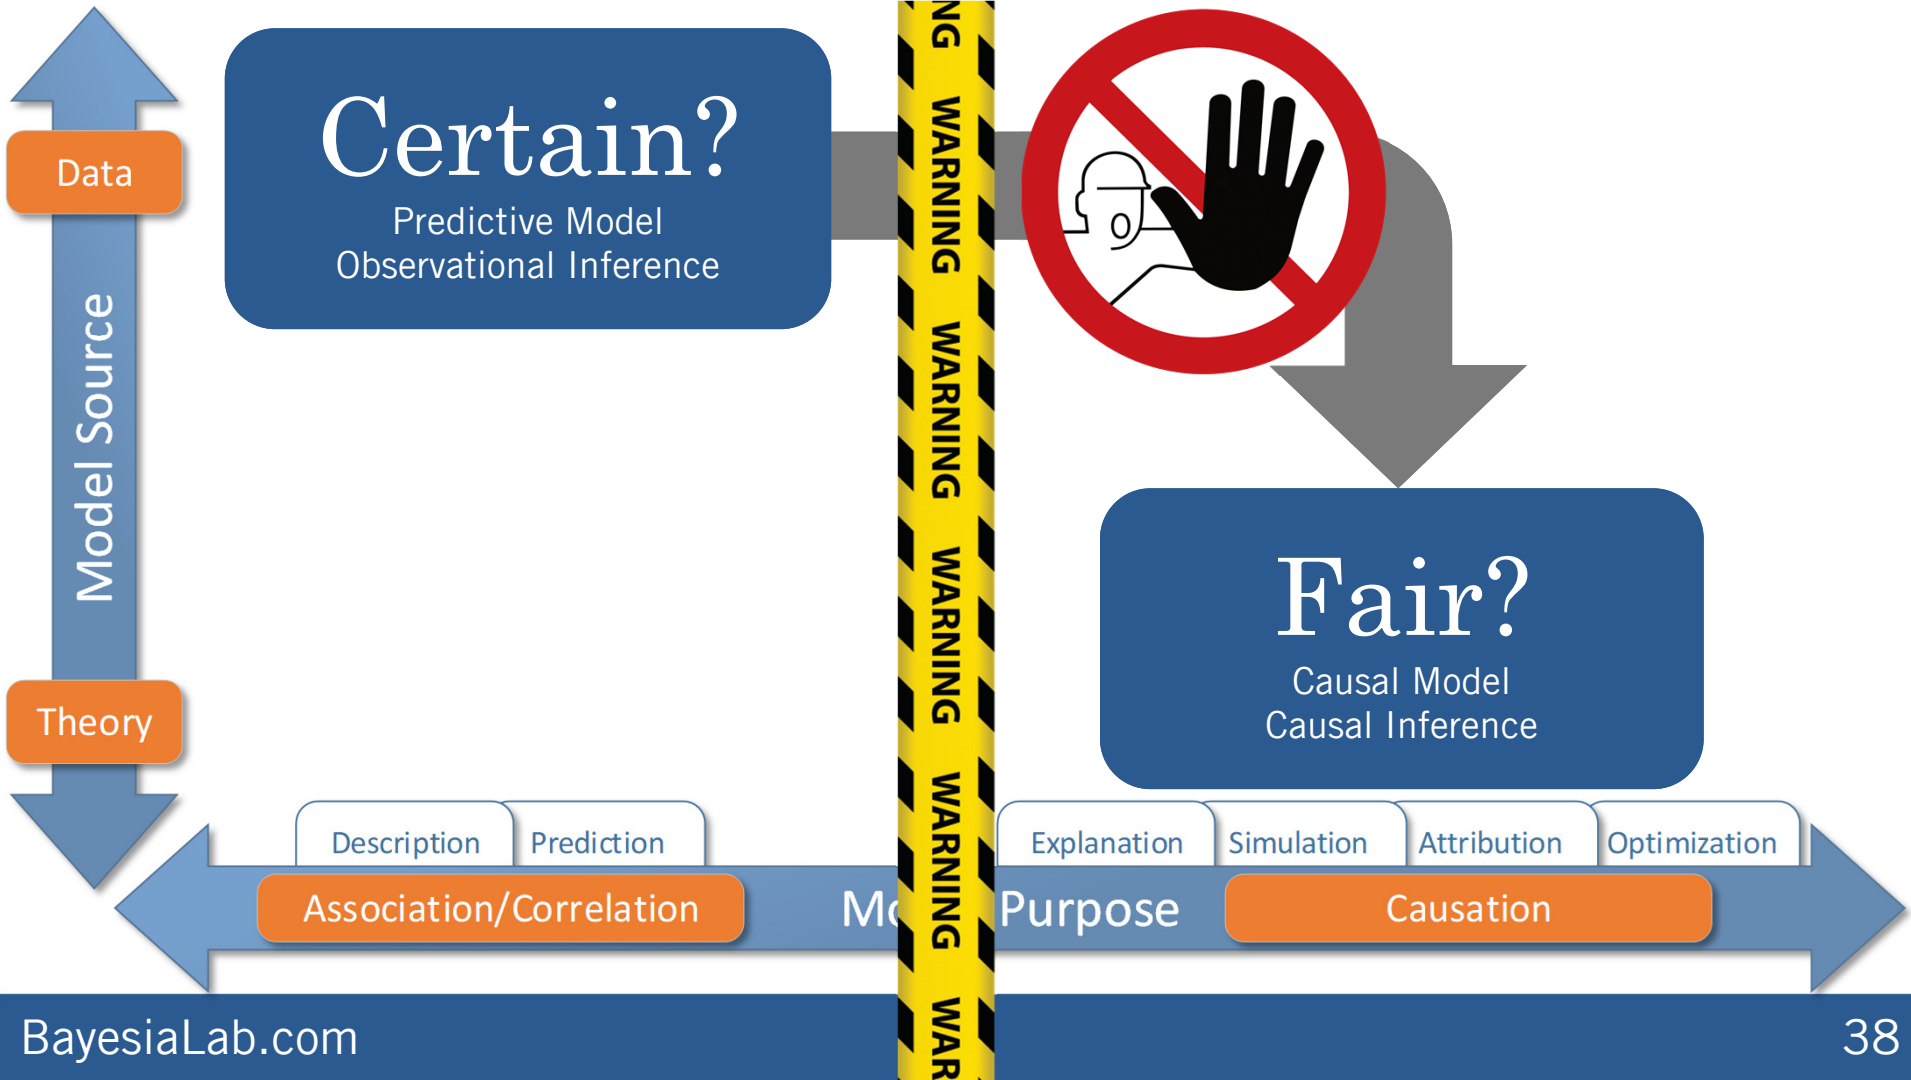 Data
Model Source
Theory
Certain?
Predictive Model
Observational Inference
NG
WARNING
WARNING
WARNING
WARNING
WAR
Fair?
Causal Model
Causal Inference
Description
Prediction
Explanation
Simulation
Attribution
Optimization
Association/Correlation
Purpose
Causation
BayesiaLab.com
38